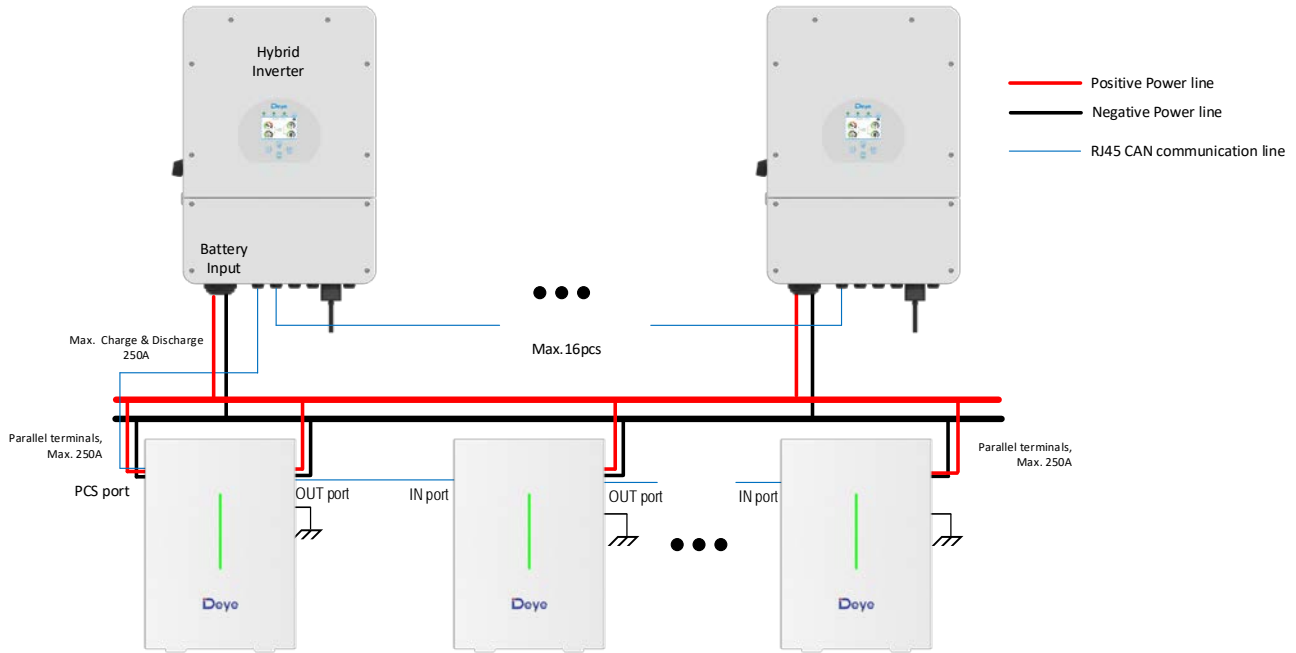 Hybrid
Inverter
Deye
Deye
Positive Power line
Negative Power line
RJ45 CAN communication line
Battery
Input
Max. Charge & Discharge
250A
Max.16pcs
Parallel terminals,
Max. 250A
Parallel terminals,
Max. 250A
PCS port
OUT port
IN port
OUT port
IN port
Deye
Deye
Deye